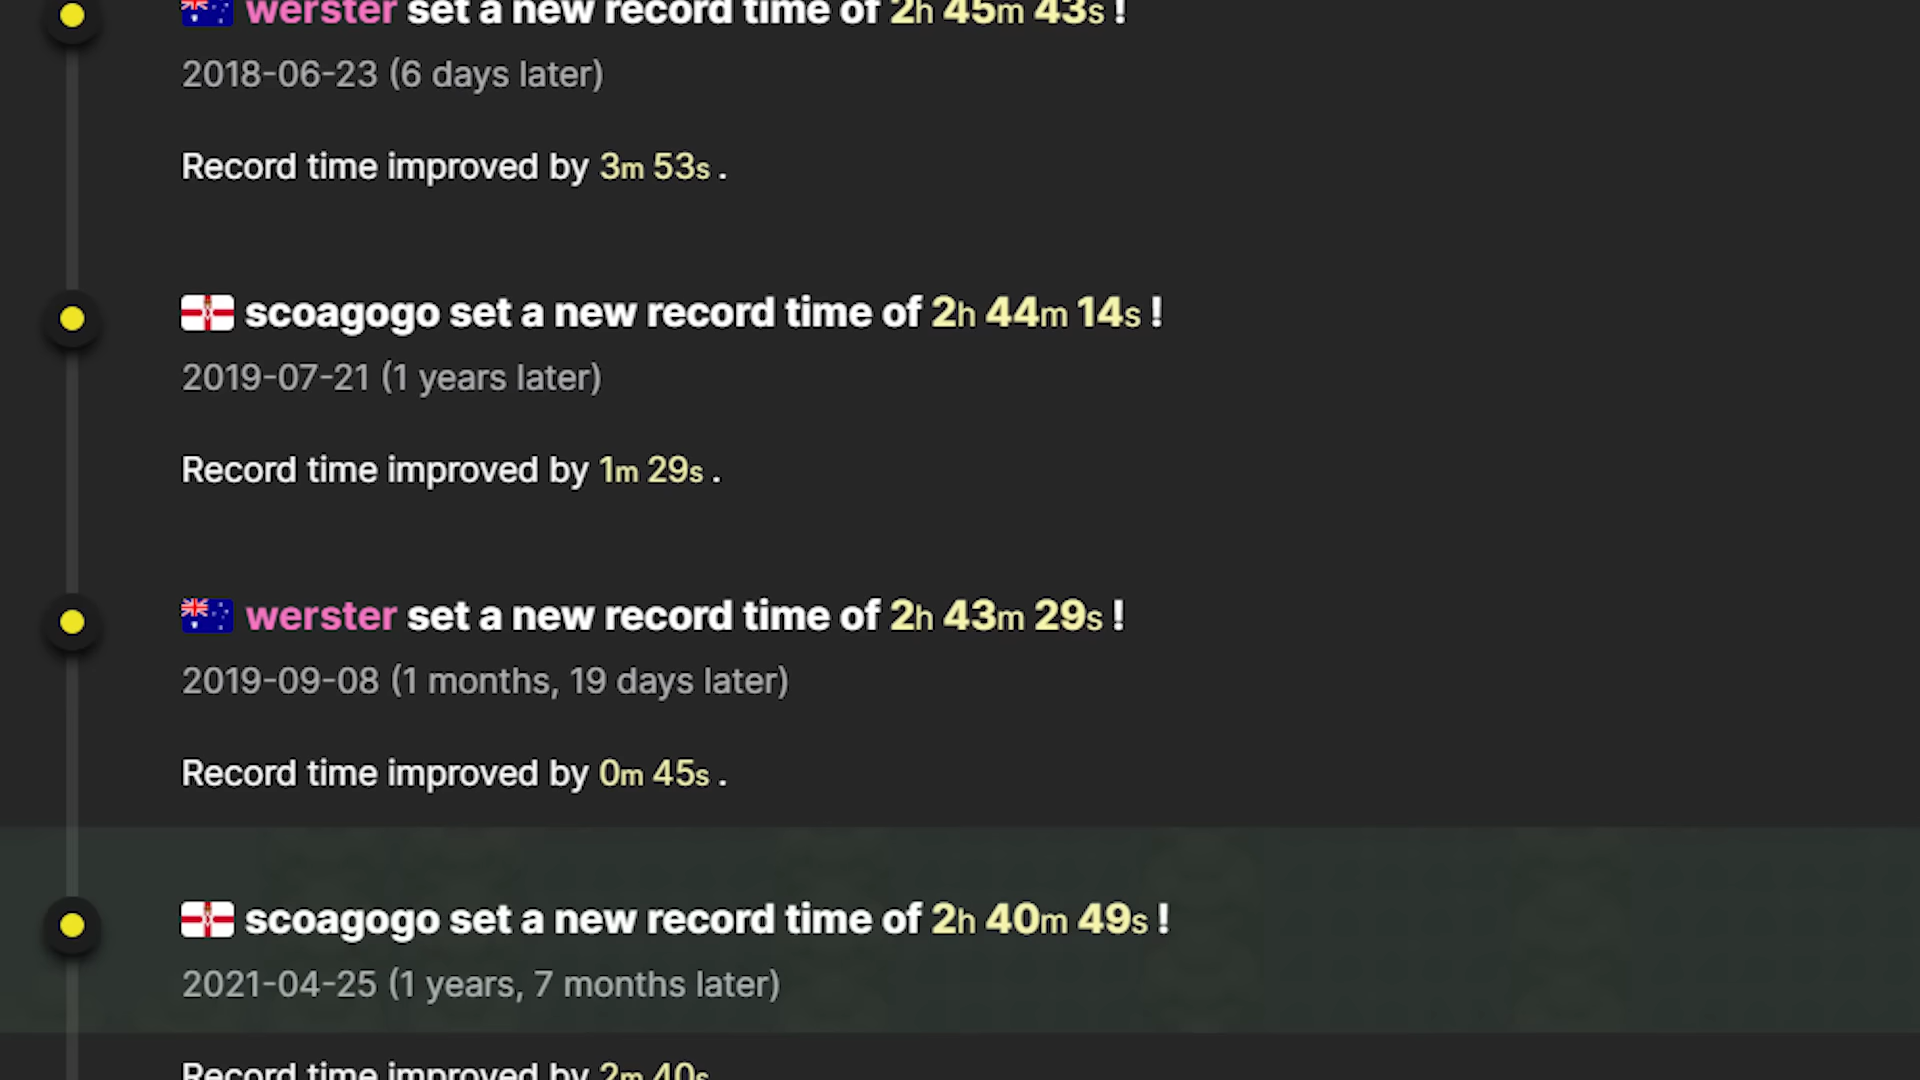 werster set a new record time of 2h 45m 43s !
2018-06-23 (6 days later)
Record time improved by 3m 53s .
scoagogo set a new record time of 2h 44m 14s !
2019-07-21 (1 years later)
Record time improved by 1m 29s .
werster set a new record time of 2h 43m 29s !
2019-09-08 (1 months, 19 days later)
Record time improved by 0m 45s .
scoagogo set a new record time of 2h 40m 49s !
2021-04-25 (1 years, 7 months later)
Record time improved by 2m 40s